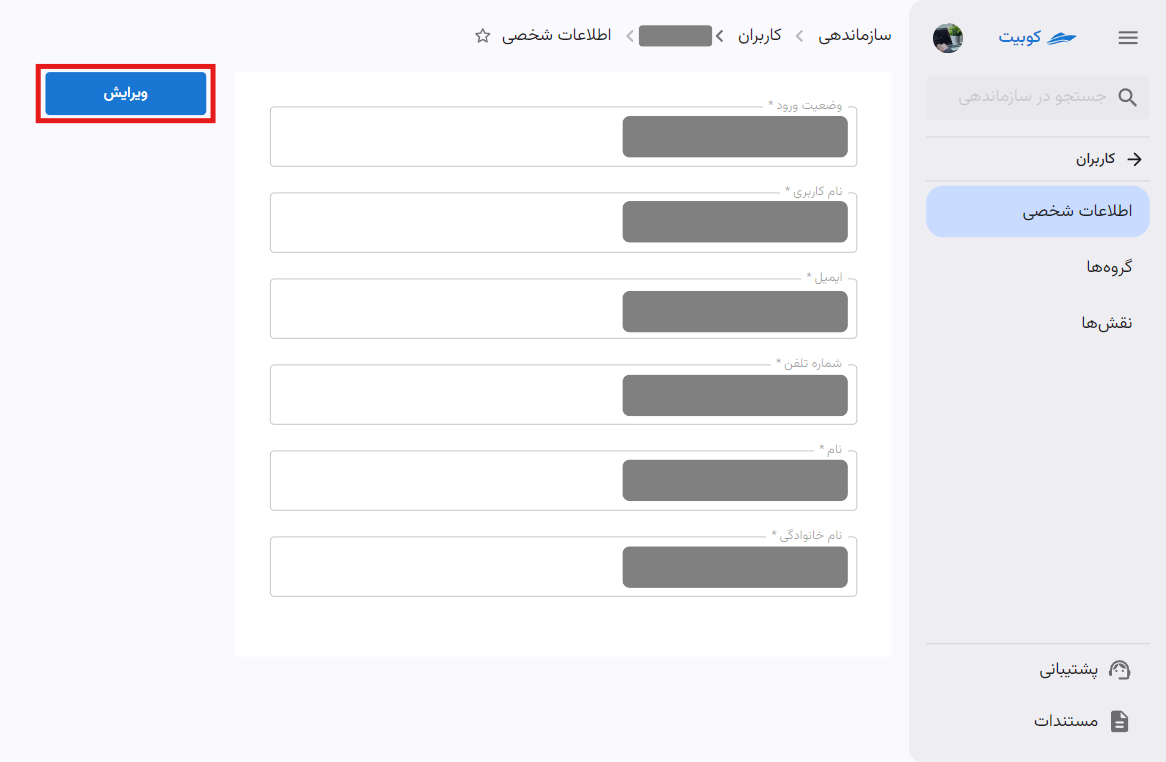 کوبیت
جستجو در سازماندهی
کاربران
اطلاعات شخصی
گروه‌ها
نقش‌ها
پشتیبانی
مستندات
سازماندهی
کاربران
اطلاعات شخصی
وضعیت ورود *
نام کاربری *
ایمیل *
شماره تلفن *
نام *
نام خانوادگی *
ویرایش